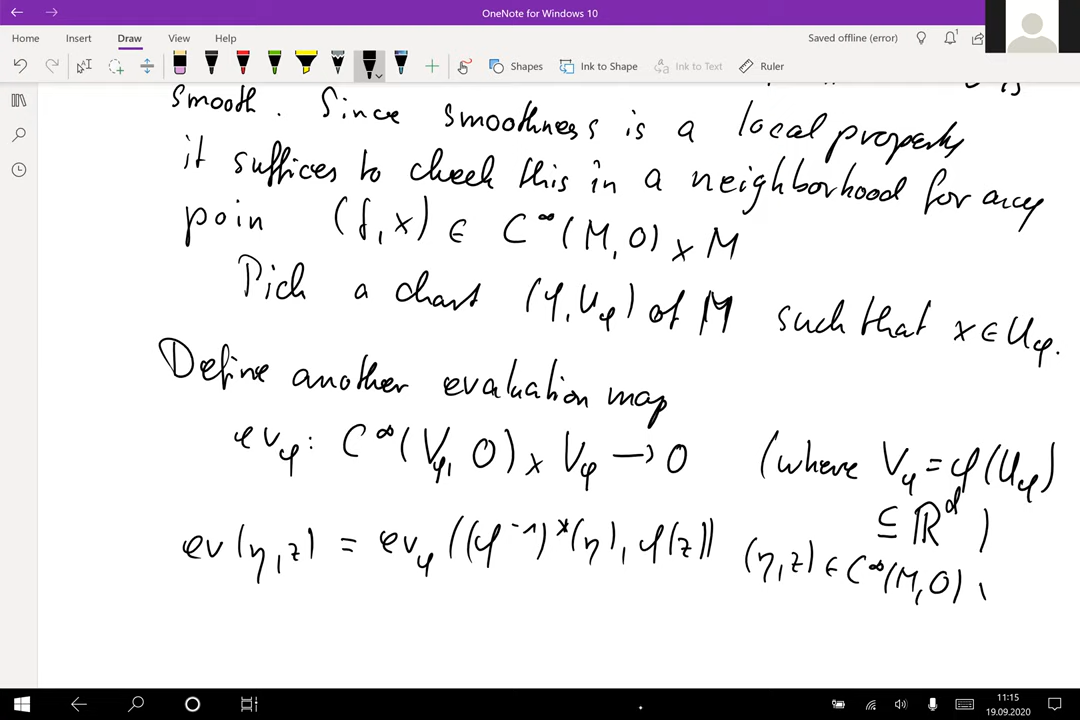 OneNote for Windows 10
Home Insert Draw View Help Saved offline (error)
Shapes Ink to Shape Ink to Text Ruler
is
smooth. Since smoothness is a local property
it suffices to check this in a neighborhood for any
poin (f, x) ∈ C^∞(M, O) × M
Pick a chart (φ, U_φ) of M such that x ∈ U_φ.
Define another evaluation map
ev_φ: C^∞(V_φ, O) × V_φ → O (where V_φ = φ(U_φ)
⊆ ℝ^d )
ev(η, z) = ev_φ((φ^{-1})^*(η), φ(z)) (η, z) ∈ C^∞(M, O) \
11:15
19.09.2020